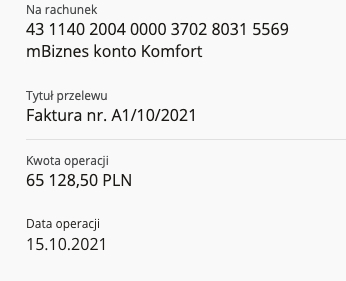 Na rachunek
43 1140 2004 0000 3702 8031 5569
mBiznes konto Komfort
Tytuł przelewu
Faktura nr. A1/10/2021
Kwota operacji
65 128,50 PLN
Data operacji
15.10.2021